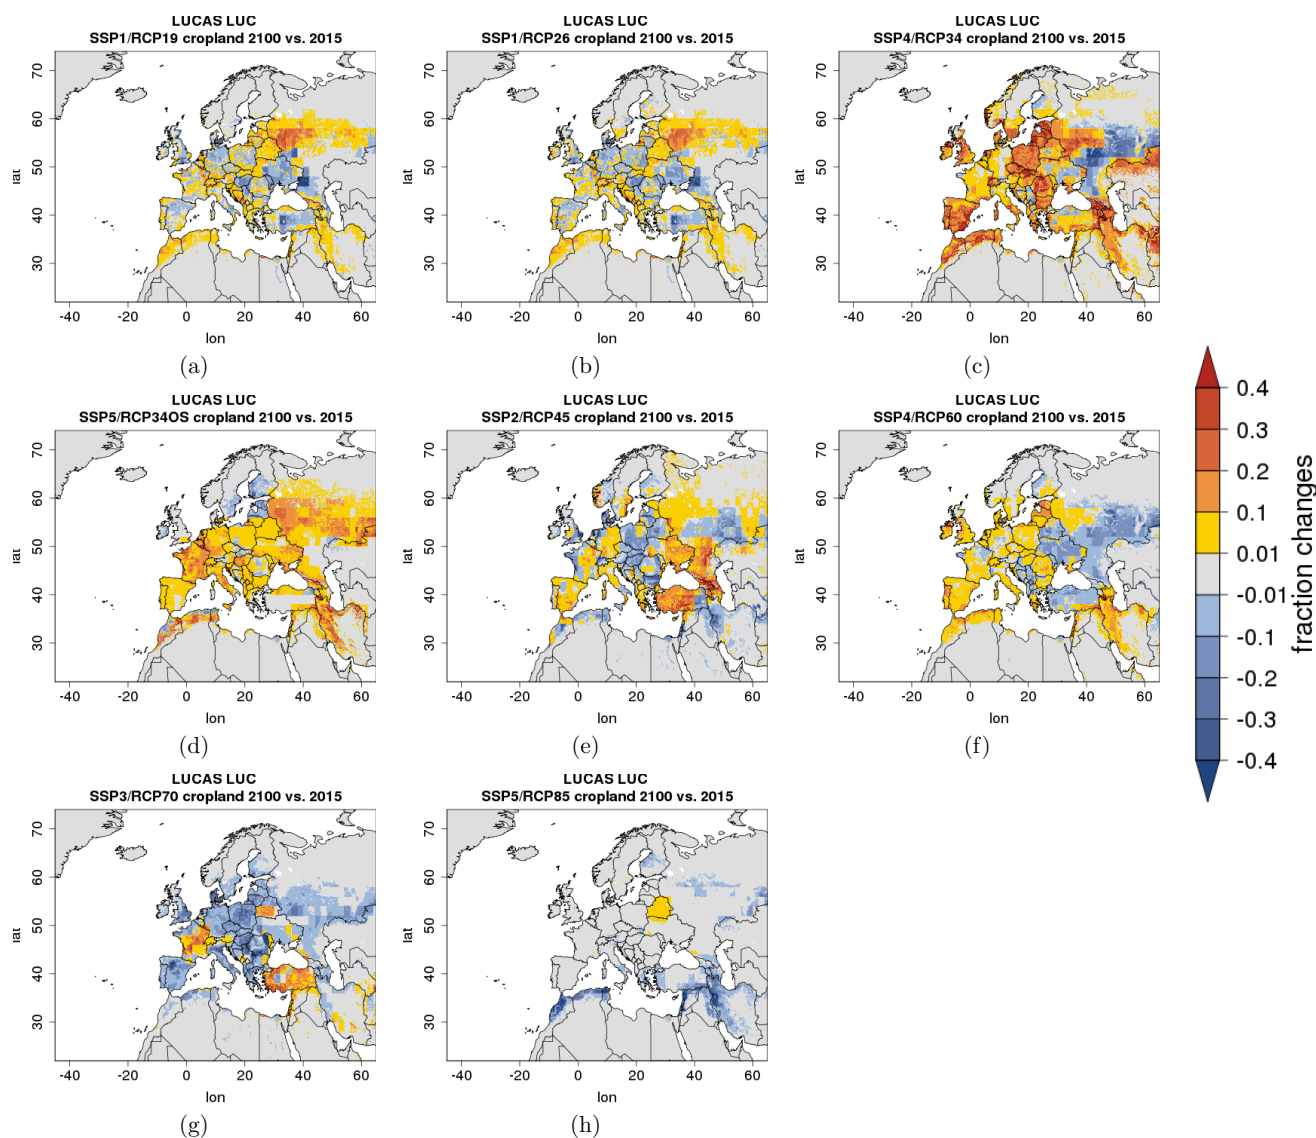 LUCAS LUC
SSP1/RCP19 cropland 2100 vs. 2015
lat
70
60
50
40
30
-40
-20
0
20
40
60
lon
(a)
LUCAS LUC
SSP1/RCP26 cropland 2100 vs. 2015
lat
70
60
50
40
30
-40
-20
0
20
40
60
lon
(b)
LUCAS LUC
SSP4/RCP34 cropland 2100 vs. 2015
lat
70
60
50
40
30
-40
-20
0
20
40
60
lon
(c)
LUCAS LUC
SSP5/RCP34OS cropland 2100 vs. 2015
lat
70
60
50
40
30
-40
-20
0
20
40
60
lon
(d)
LUCAS LUC
SSP2/RCP45 cropland 2100 vs. 2015
lat
70
60
50
40
30
-40
-20
0
20
40
60
lon
(e)
LUCAS LUC
SSP4/RCP60 cropland 2100 vs. 2015
lat
70
60
50
40
30
-40
-20
0
20
40
60
lon
(f)
LUCAS LUC
SSP3/RCP70 cropland 2100 vs. 2015
lat
70
60
50
40
30
-40
-20
0
20
40
60
lon
(g)
LUCAS LUC
SSP5/RCP85 cropland 2100 vs. 2015
lat
70
60
50
40
30
-40
-20
0
20
40
60
lon
(h)
0.4
0.3
0.2
0.1
0.01
-0.01
-0.1
-0.2
-0.3
-0.4
fraction changes